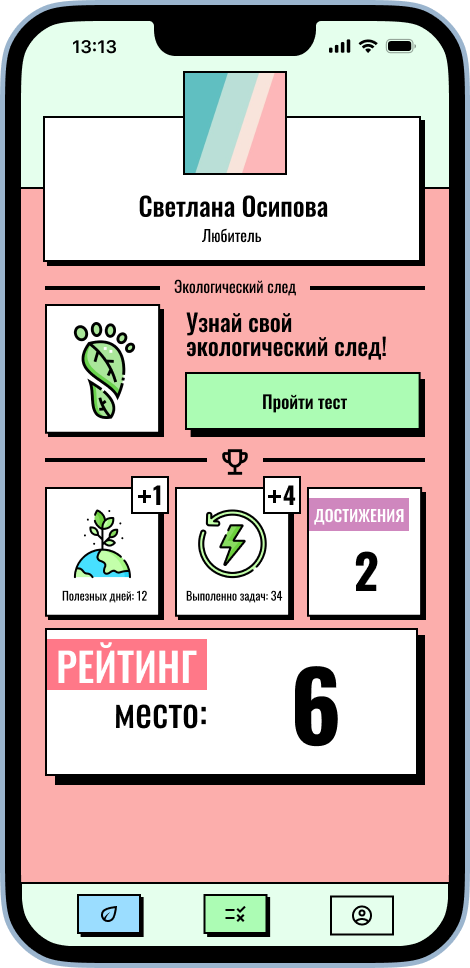 13:13
Светлана Осипова
Любитель
Экологический след
Узнай свой
экологический след!
Пройти тест
+1
+4
Полезных дней: 12
Выполенно задач: 34
ДОСТИЖЕНИЯ
2
РЕЙТИНГ
место:
6